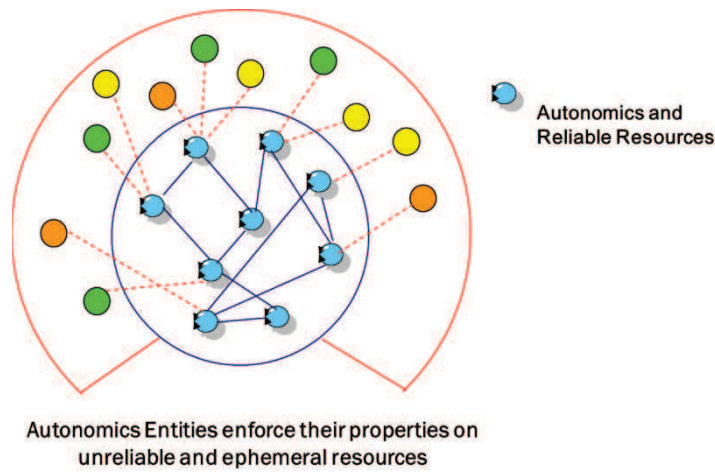 Autonomics and
Reliable Resources
Autonomics Entities enforce their properties on
unreliable and ephemeral resources